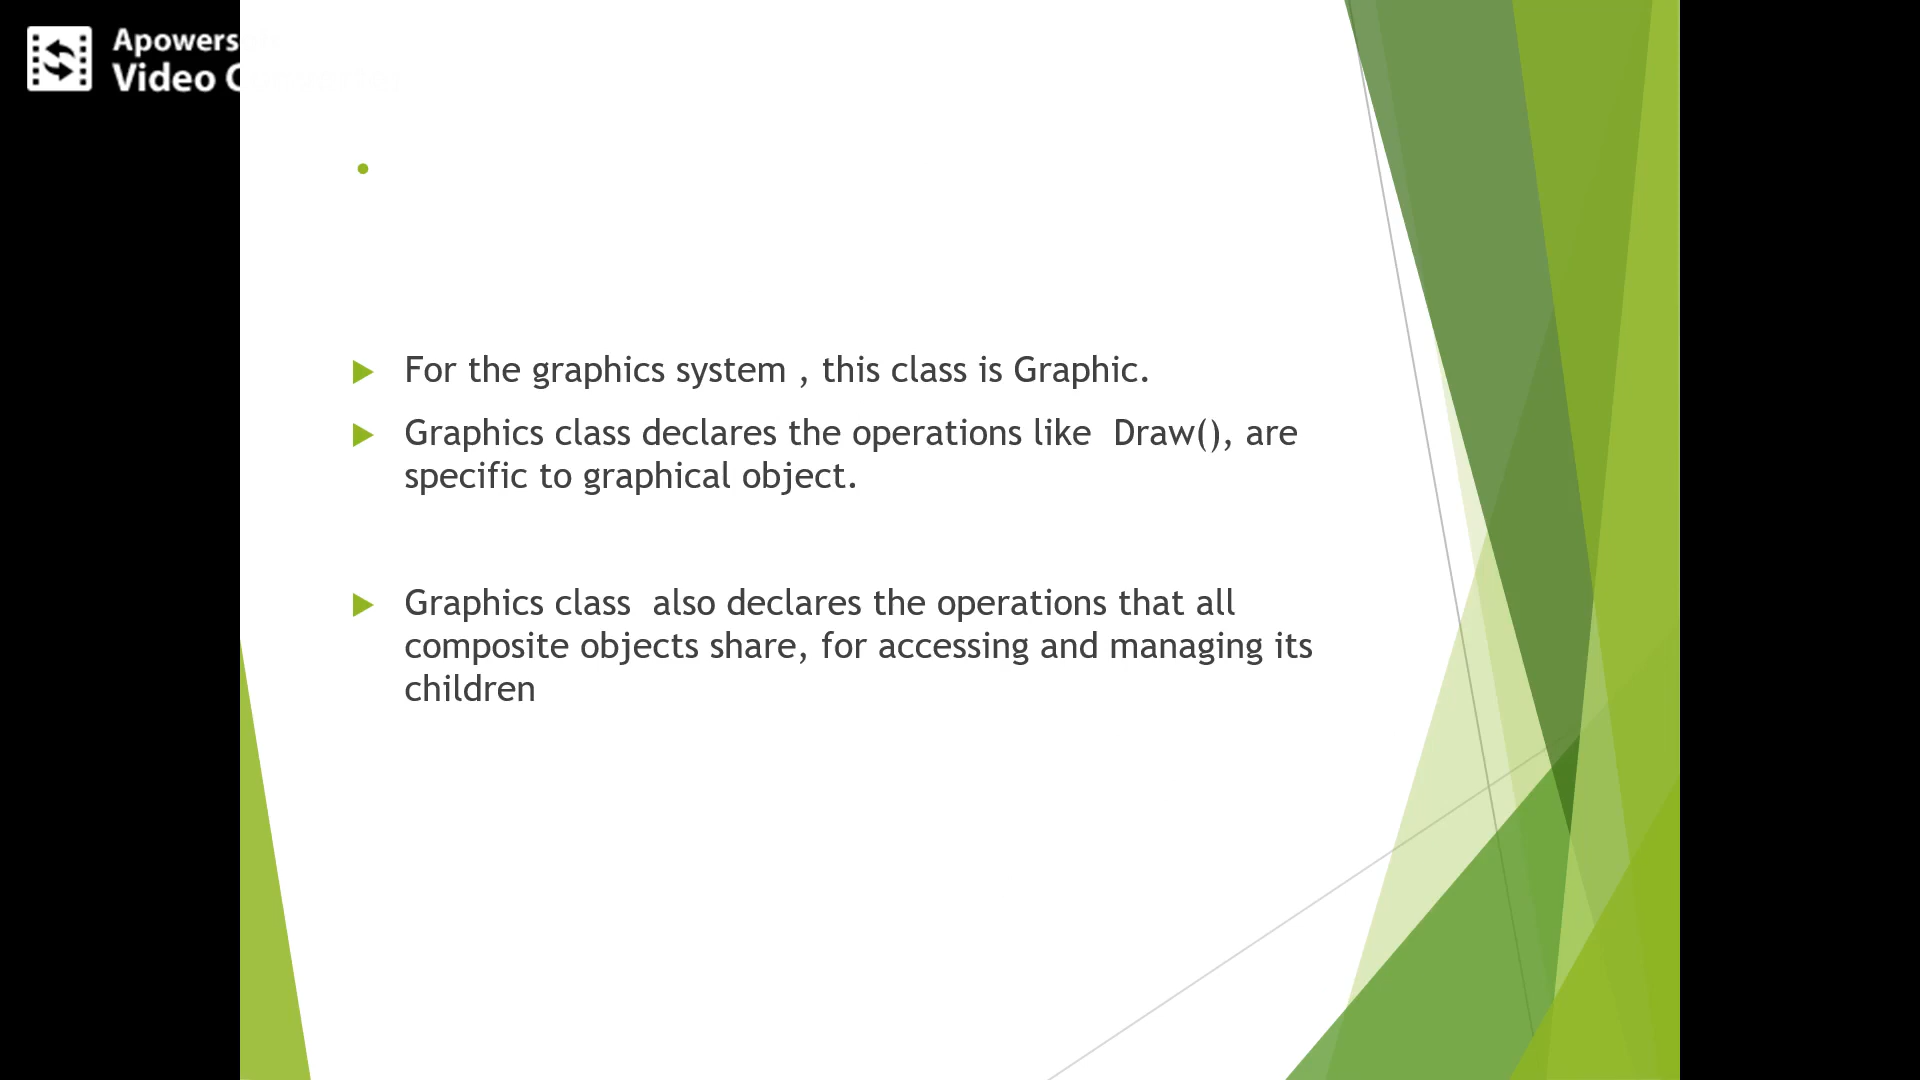 Apowers
Video C
For the graphics system , this class is Graphic.
Graphics class declares the operations like  Draw(), are
specific to graphical object.
Graphics class  also declares the operations that all
composite objects share, for accessing and managing its
children